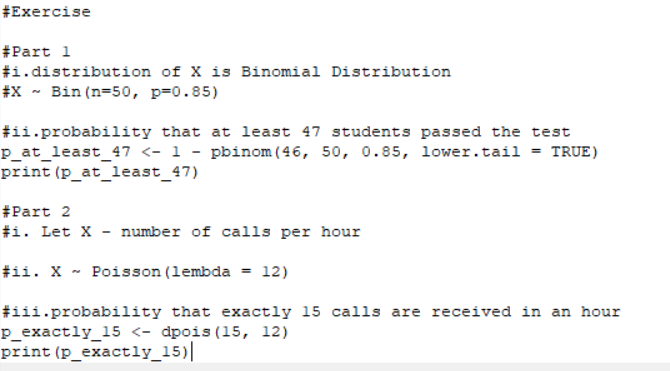 #Exercise
#Part 1
#i.distribution of X is Binomial Distribution
#X ~ Bin(n=50, p=0.85)
#ii.probability that at least 47 students passed the test
p_at_least_47 <- 1 - pbinom(46, 50, 0.85, lower.tail = TRUE)
print(p_at_least_47)
#Part 2
#i. Let X - number of calls per hour
#ii. X ~ Poisson(lembda = 12)
#iii.probability that exactly 15 calls are received in an hour
p_exactly_15 <- dpois(15, 12)
print(p_exactly_15)